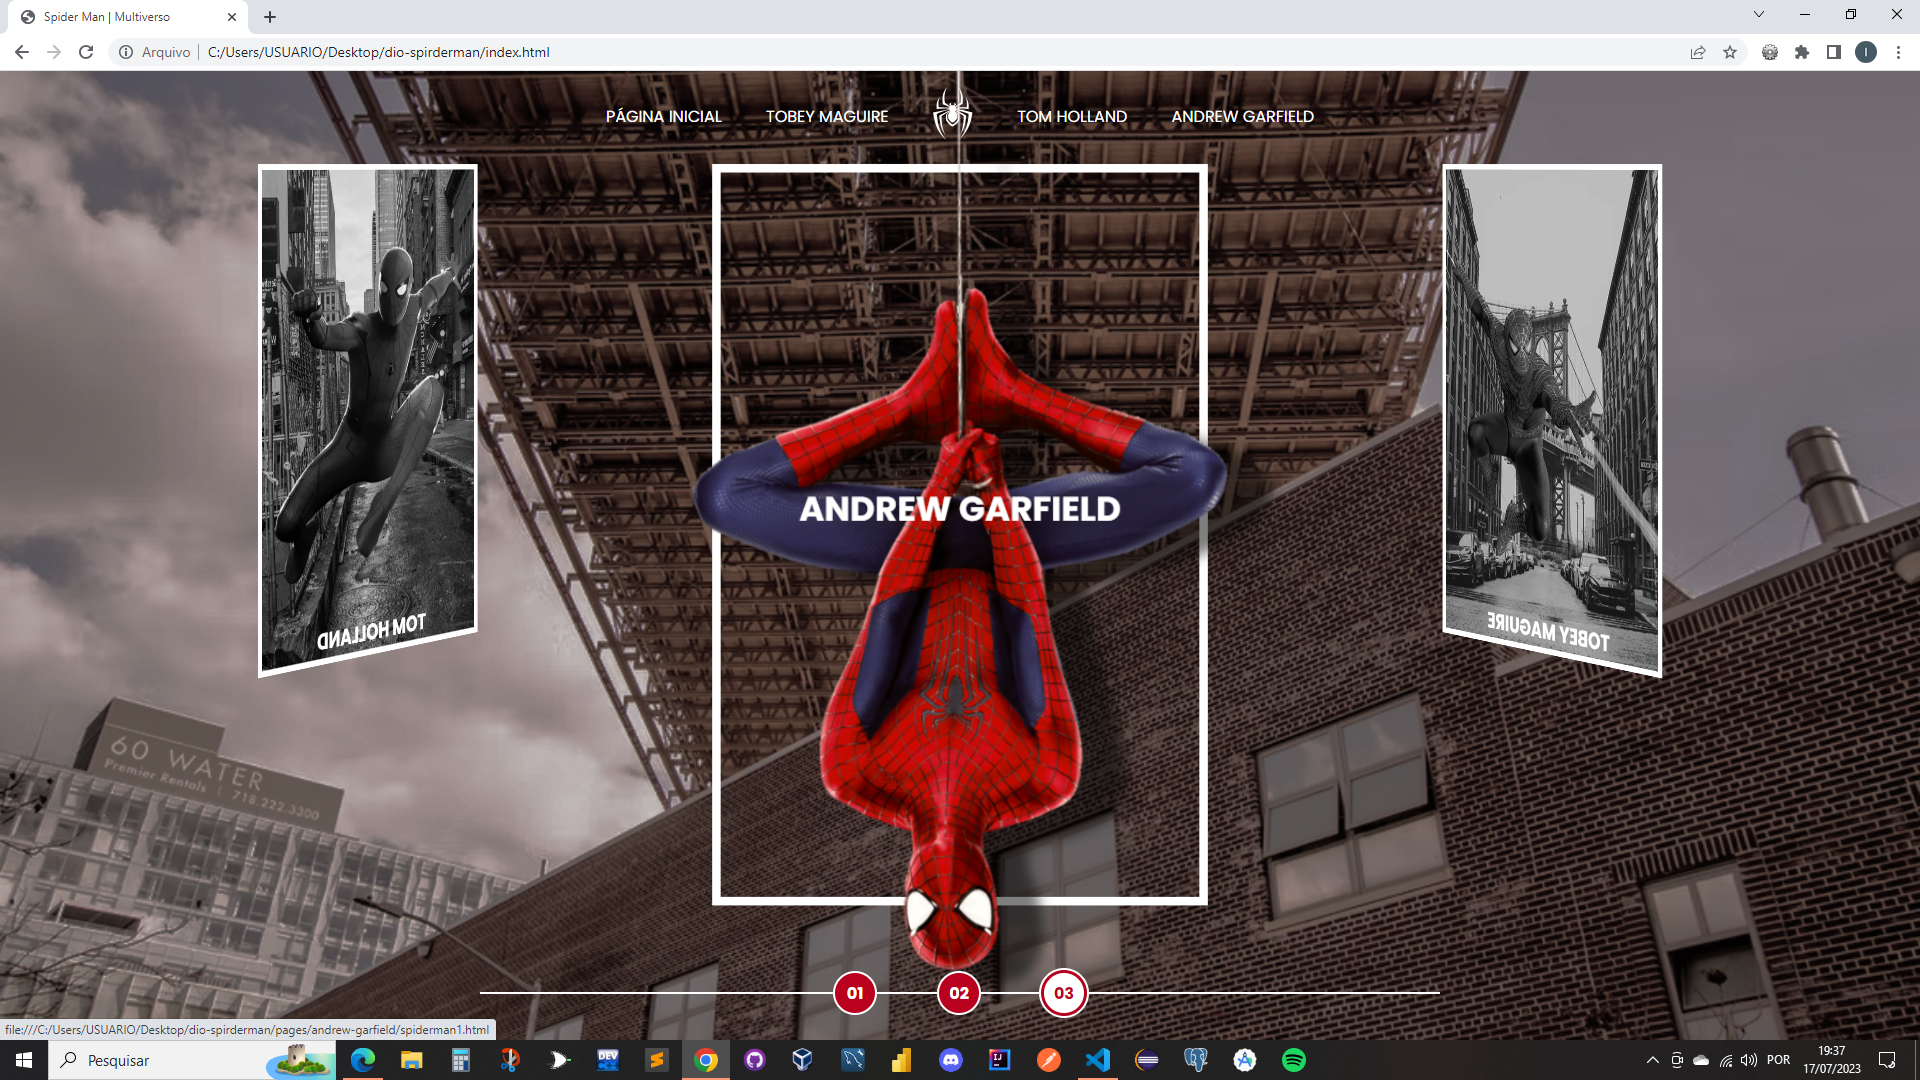 Spider Man | Multiverso
Arquivo
C:/Users/USUARIO/Desktop/dio-spirderman/index.html
I
PÁGINA INICIAL
TOBEY MAGUIRE
TOM HOLLAND
ANDREW GARFIELD
ANDREW GARFIELD
TOM HOLLAND
TOBEY MAGUIRE
60 WATER
Premier Rentals | 718.222.3300
01
02
03
file:///C:/Users/USUARIO/Desktop/dio-spirderman/pages/andrew-garfield/spiderman1.html
Pesquisar
DEV
IJ
POR
19:37
17/07/2023